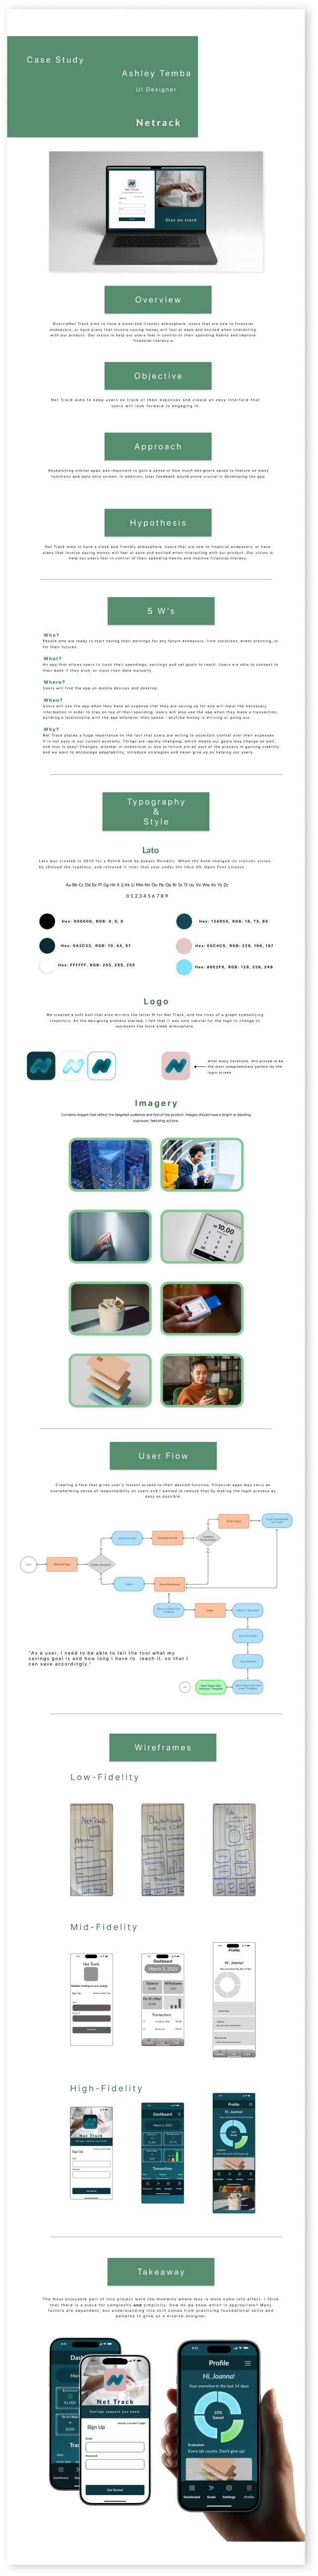 Case Study
Ashley Temba
UI Designer
Netrack
Stay on track
Overview
OverciaNet Track aims to have a sleek and friendly atmosphere. Users that are new to financial
endeavors, or have plans that involve saving money will feel at ease and excited when interacting
with our product. Our vision to help our users feel in control of their spending habits and improve
financial literacy.e
Objective
Net Track aims to keep users on track of their expenses and create an easy interface that
users will look forward to engaging in.
Approach
Researching similar apps was important to gain a sense of how much designers opted to feature on many
functions and data onto screen. In addition, User feedback would prove crucial in developing the app.
Hypothesis
Net Track aims to have a sleek and friendly atmosphere. Users that are new to financial endeavors, or have
plans that involve saving money will feel at ease and excited when interacting with our product. Our vision is
help our users feel in control of their spending habits and improve financial literacy.
5 W's
Who?
People who are ready to start saving their earnings for any future endeavors, from vacations, event planning, or
for their futures.
What?
An app that allows users to track their spendings, earnings and set goals to reach. Users are able to connect to
their bank if they wish, or input their data manually.
Where?
Users will find the app on mobile devices and desktop
When?
Users will use the app when they have an expense that they are saving up for and will input the necessary
information in order to stay on top of their spending. Users will also use the app when they make a transaction,
building a relationship with the app whenever they spend – anytime money is arriving or going out.
Why?
Net Track places a huge importance on the fact that users are willing to ascertain control over their expenses.
It is not easy in our current economy. Things are rapidly changing, which means our goals may change as well,
and that is okay! Changes, whether in intentional or due to failure are all part of the process in gaining stability
and we want to encourage adaptability, introduce strategies and never give up on having our users.
Typography
&
Style
Lato
Lato was created in 2010 for a Polish bank by Łukasz Dziedzic. When the bank changed its stylistic vision,
he shelved the typeface, and released it later that year under the libre SIL Open Font License.
Aa Bb Cc Dd Ee Ff Gg Hh Ii Jj Kk Ll Mm Nn Oo Pp Qq Rr Ss Tt Uu Vv Ww Xx Yy Zz
0 1 2 3 4 5 6 7 8 9
Hex: 000000, RGB: 0, 0, 0
Hex: 124955, RGB: 18, 73, 85
Hex: 0A2C33, RGB: 10, 44, 51
Hex: E5C4C5, RGB: 229, 196, 197
Hex: FFFFFF, RGB: 255, 255, 255
Hex: 80E2F9, RGB: 128, 226, 249
Logo
We created a soft bolt that also mirrors the letter N for Net Track, and the lines of a graph symbolizing
trajectory. As the designing process started, I felt that it was only natural for the logo to change to
represent the more sleek atmosphere.
After many iterations, this proved to be
the most complimentary pallete for the
login screen
Imagery
Contains images that reflect the targeted audience and feel of the product. Images should have a bright or dazzling
exposure, featuring actions.
10,00
User Flow
Creating a flow that gives user's instant access to their desired function. Financial apps may carry an
overwhelming sense of responsibility on users and I wanted to remove that by making the login process as
easy as possible.
"As a user, I need to be able to tell the tool what my
savings goal is and how long I have to reach it, so that I
can save accordingly."
Wireframes
Low-Fidelity
NetTrack
Dashboard
Mid-Fidelity
Net Track
Sign Up
Dashboard
March 3, 2025
Balance
Withdrawn
Transactions
Profile
Hi, Joanna!
High-Fidelity
Net Track
Sign Up
Dashboard
March 3, 2025
Transactions
Profile
Hi, Joanna!
Takeaway
The most enjoyable part of this project were the moments where less is more came into affect. I think
that there is a place for complexity and simplicity. How do we know which is appropriate? Many
factors are dependent, but understanding this skill comes from practicing foundational skills and
patterns to grow as a diverse designer.
Net Track
Savings support you need.
Sign Up
Already a member? Login
Email
Password
Get Started
Profile
Hi, Joanna!
Your overview in the last 14 days
10%
Saved
Evaluation
Every bit counts. Don't give up!
Dashboard
Goals
Settings
Profile